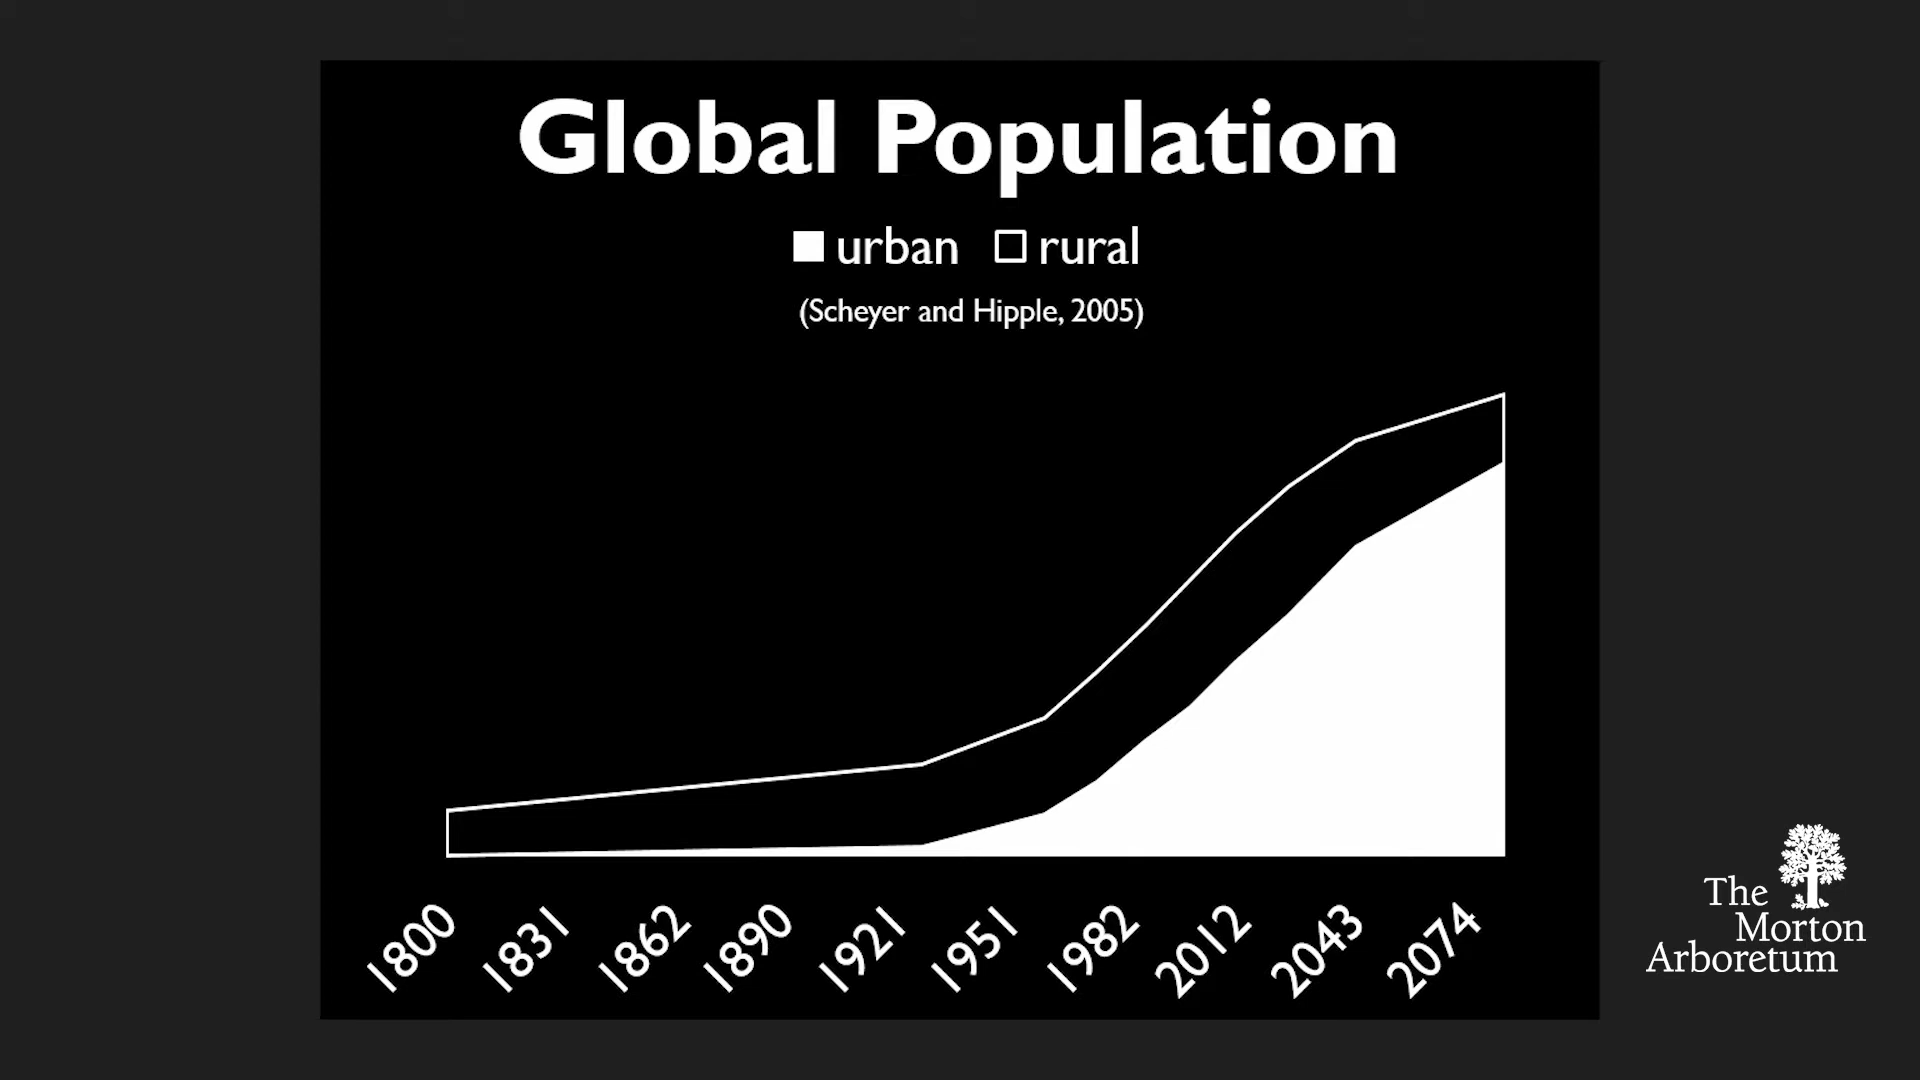 Global Population
urban rural
(Scheyer and Hipple, 2005)
1800 1831 1862 1890 1921 1951 1982 2012 2043 2074
The
Morton
Arboretum